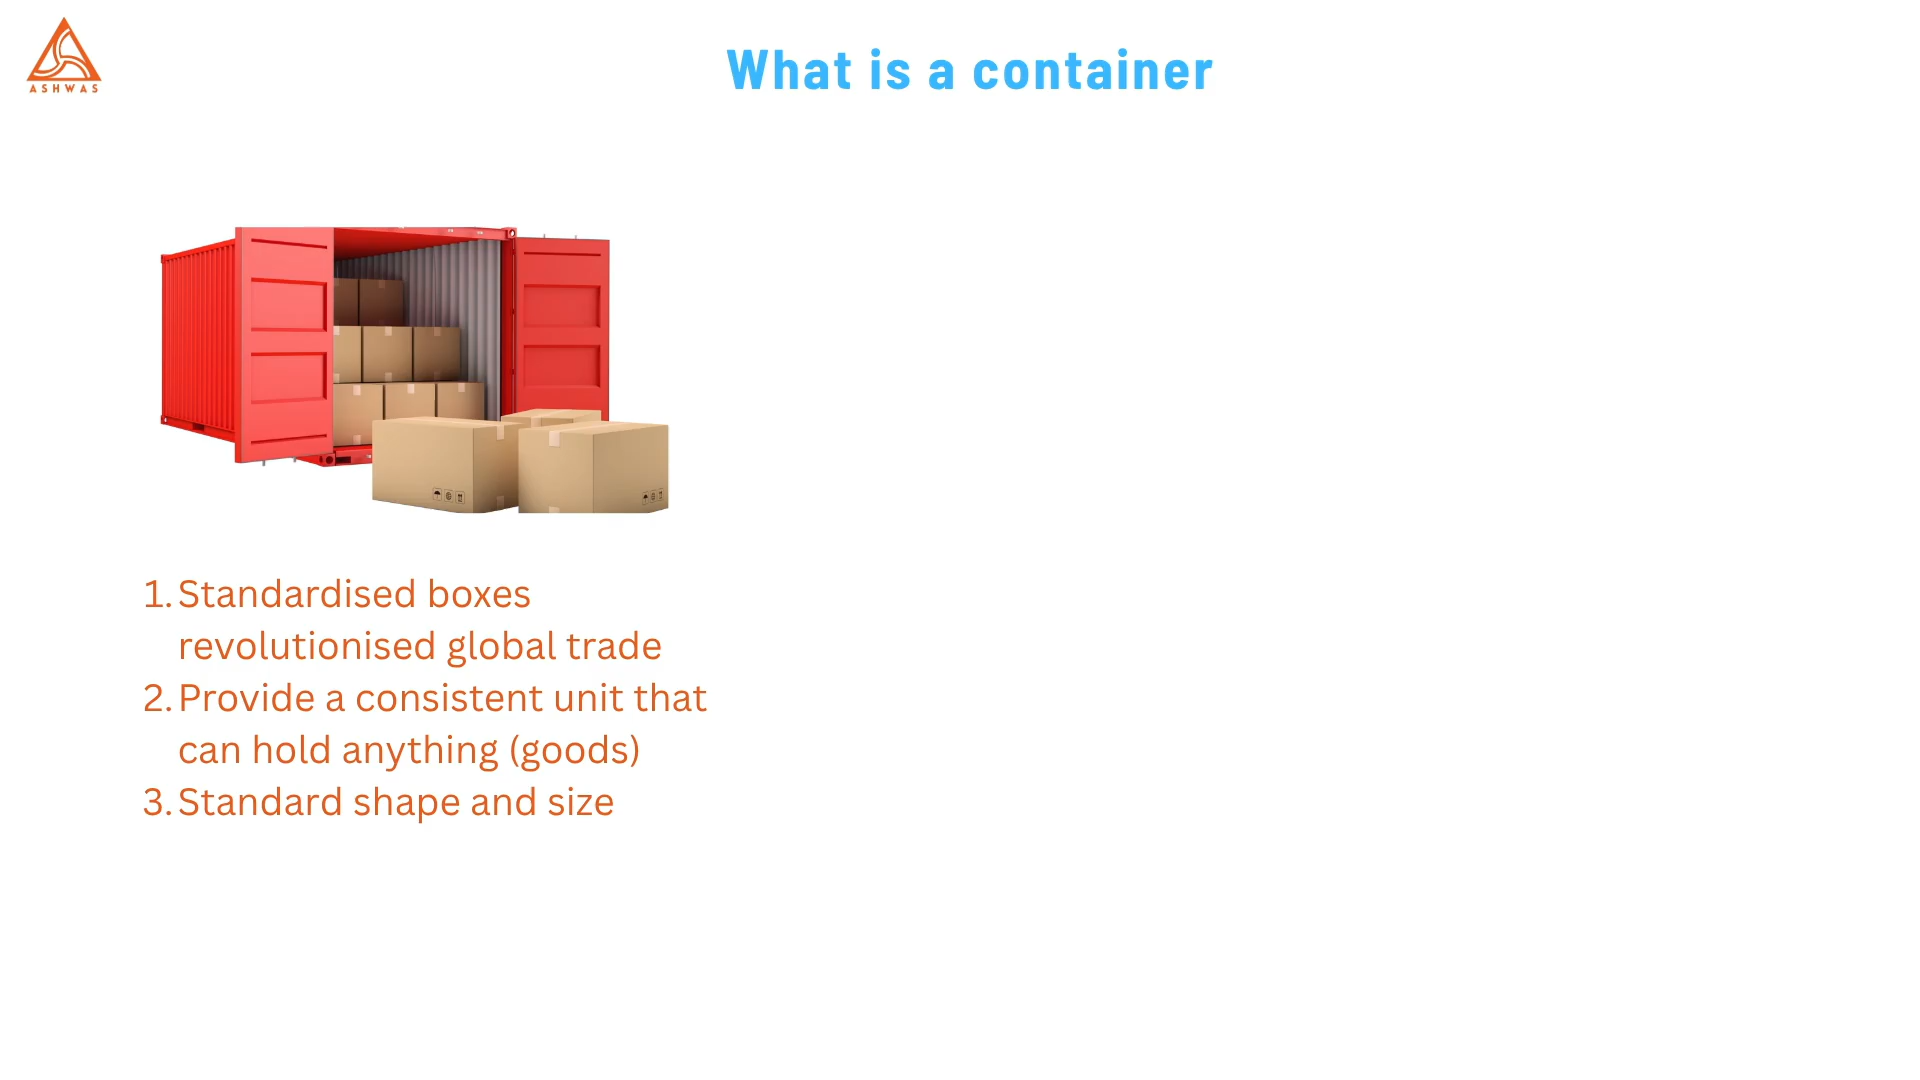 ASHWAS
What is a container
1. Standardised boxes
revolutionised global trade
2. Provide a consistent unit that
can hold anything (goods)
3. Standard shape and size